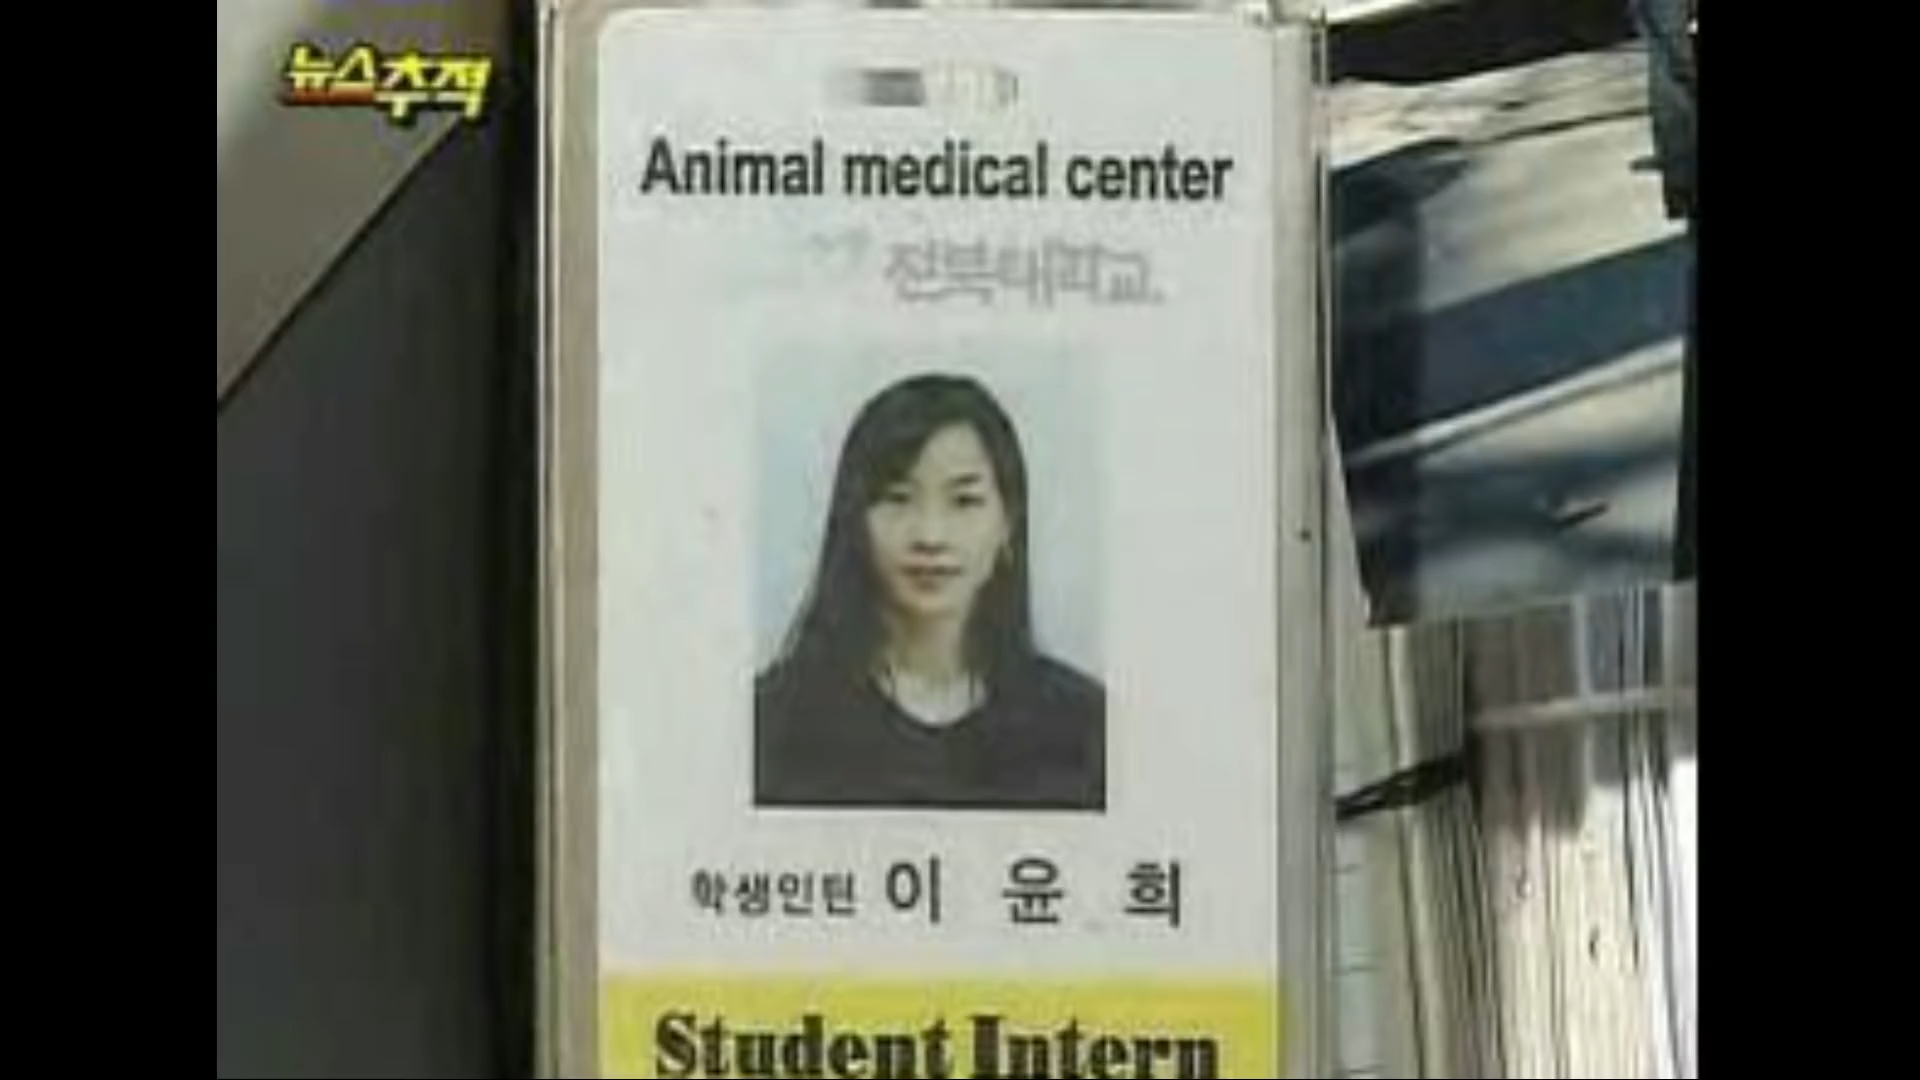 뉴스추적
Animal medical center
전북대학교
학생인턴 이 윤 희
Student Intern